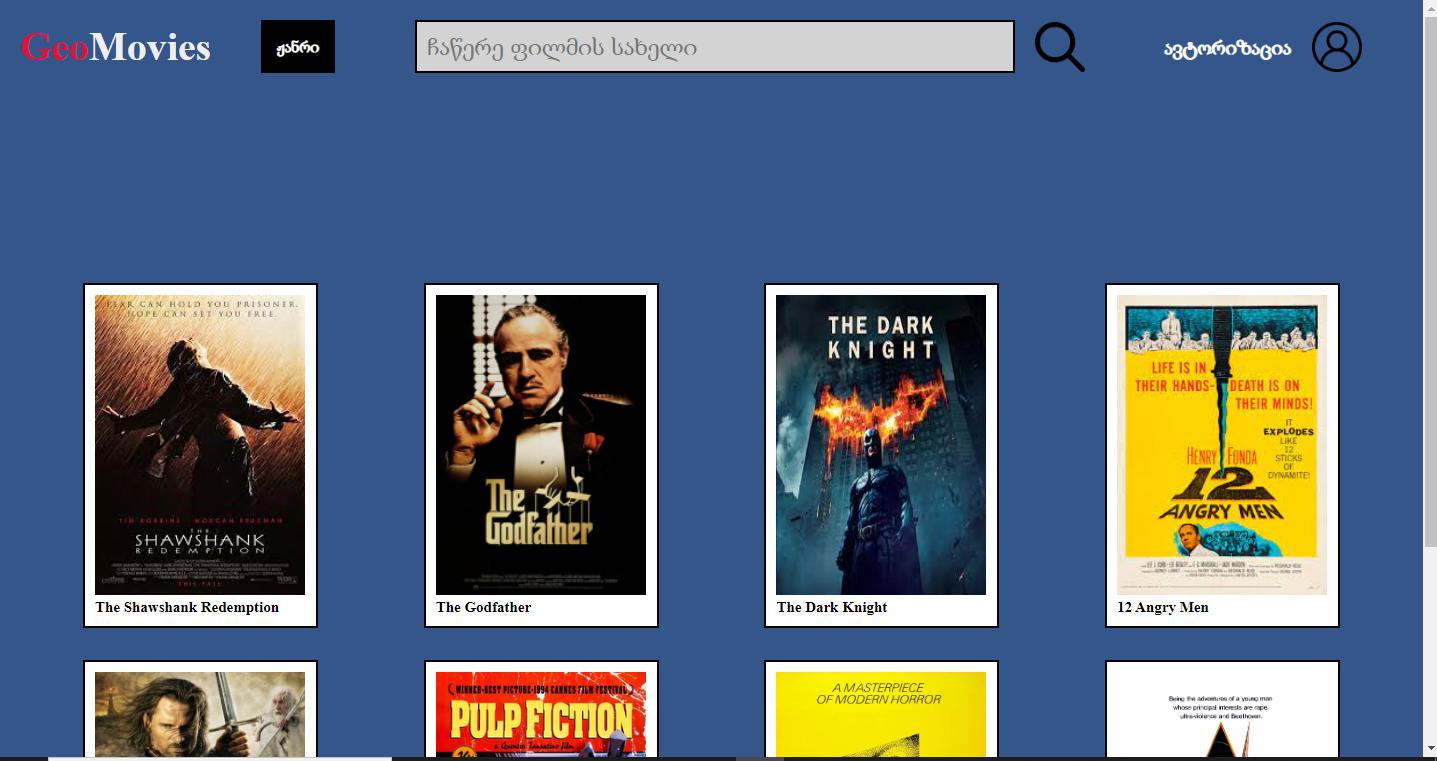 GeoMovies
ჟანრი
ჩაწერე ფილმის სახელი
ავტორიზაცია
FEAR CAN HOLD YOU PRISONER.
HOPE CAN SET YOU FREE.
TIM ROBBINS MORGAN FREEMAN
THE
SHAWSHANK
REDEMPTION
THIS FALL
The Shawshank Redemption
The
Godfather
The Godfather
THE DARK
KNIGHT
The Dark Knight
LIFE IS IN
THEIR HANDS- DEATH IS ON
THEIR MINDS!
IT
EXPLODES
LIKE
12
STICKS
OF
DYNAMITE!
HENRY FONDA
12
ANGRY MEN
12 Angry Men
WINNER-BEST PICTURE-1994 CANNES FILM FESTIVAL
PULP FICTION
a Quentin Tarantino film
A MASTERPIECE
OF MODERN HORROR
Being the adventures of a young man
whose principal interests are rape,
ultra-violence and Beethoven.